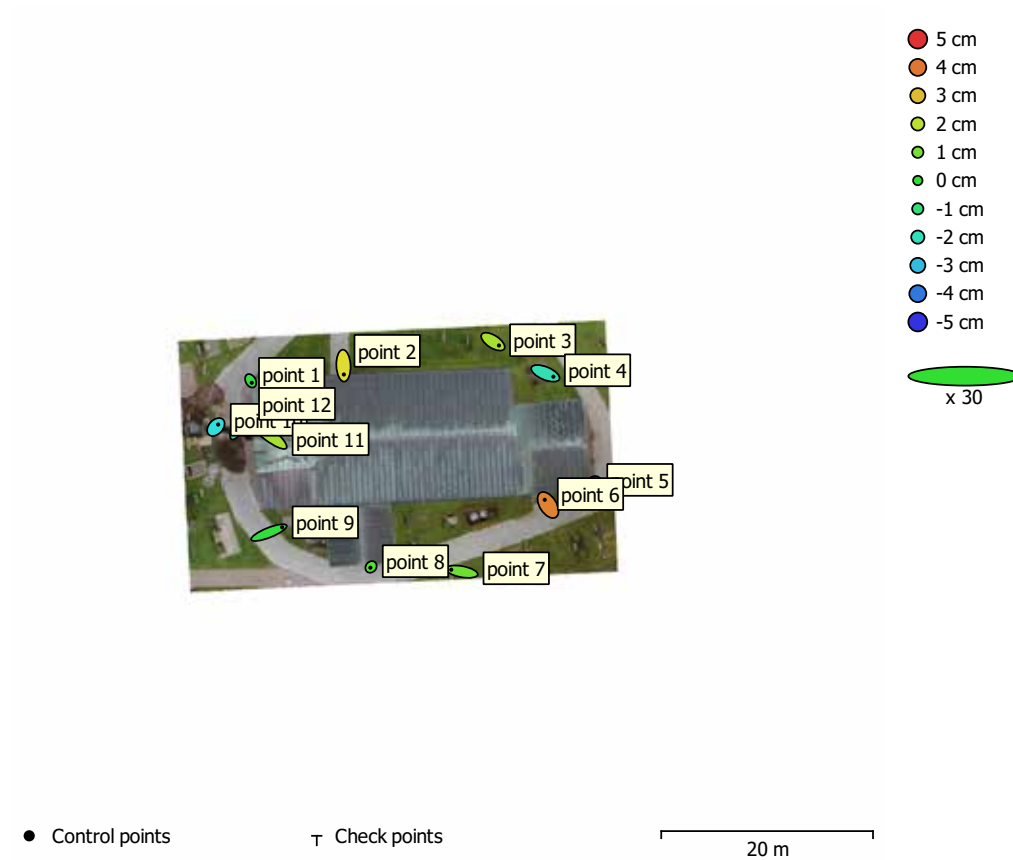 5 cm
4 cm
3 cm
2 cm
1 cm
0 cm
-1 cm
-2 cm
-3 cm
-4 cm
-5 cm
x 30
point 3
point 2
point 4
point 1
point 12
point 11
point 5
point 6
point 9
point 8
point 7
Control points
Check points
20 m